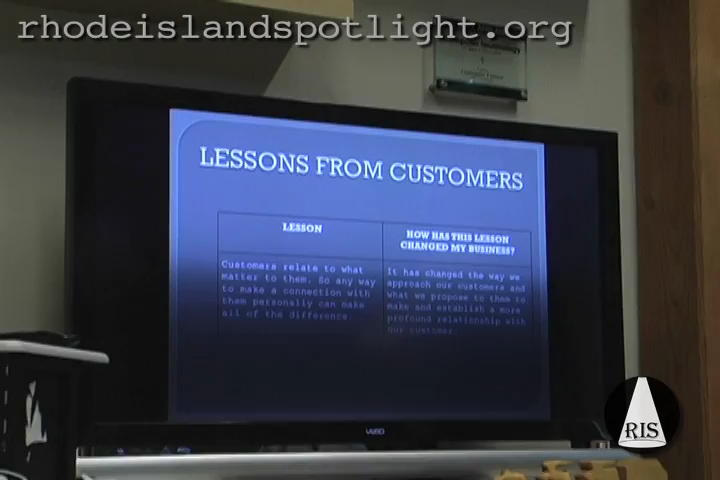 rhodeislandspotlight.org
LESSONS FROM CUSTOMERS
LESSON
Customers relate to what
matter to them. So any way
to make a connection with
them personally can make
all of the difference.
HOW HAS THIS LESSON
CHANGED MY BUSINESS?
It has changed the way we
approach our customers and
what we propose to them to
make and establish a more
profound relationship with
our customer.
VIZIO
RIS